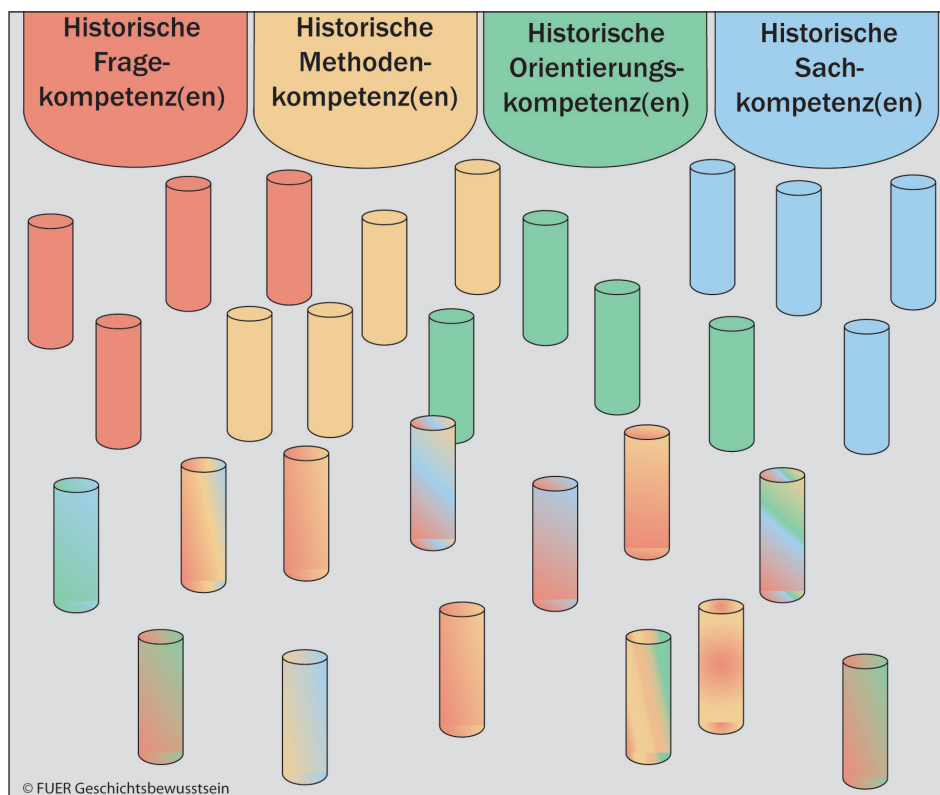 Historische
Frage-
kompetenz(en)
Historische
Methoden-
kompetenz(en)
Historische
Orientierungs-
kompetenz(en)
Historische
Sach-
kompetenz(en)
© FUER Geschichtsbewusstsein